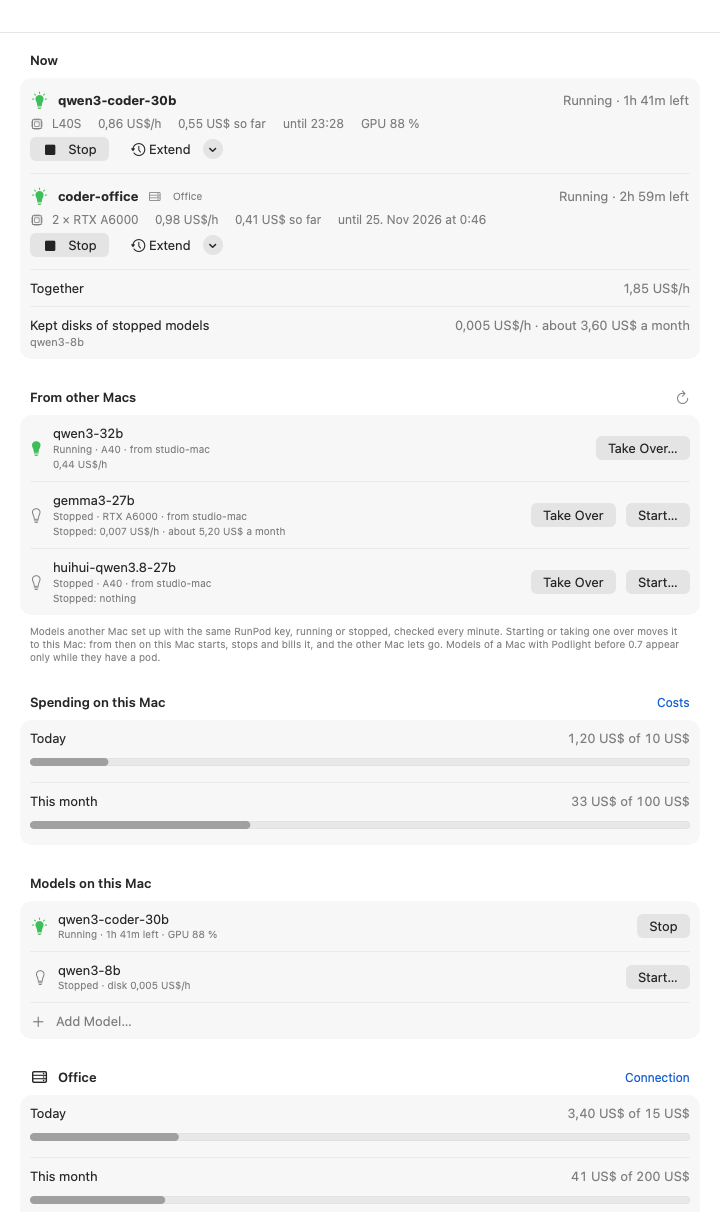 Now
qwen3-coder-30b
Running · 1h 41m left
L40S 0,86 US$/h 0,55 US$ so far until 23:28 GPU 88 %
Stop Extend
coder-office Office
Running · 2h 59m left
2 × RTX A6000 0,98 US$/h 0,41 US$ so far until 25. Nov 2026 at 0:46
Stop Extend
Together 1,85 US$/h
Kept disks of stopped models 0,005 US$/h · about 3,60 US$ a month
qwen3-8b
From other Macs
qwen3-32b
Running · A40 · from studio-mac
0,44 US$/h
Take Over…
gemma3-27b
Stopped · RTX A6000 · from studio-mac
Stopped: 0,007 US$/h · about 5,20 US$ a month
Take Over Start…
huihui-qwen3.8-27b
Stopped · A40 · from studio-mac
Stopped: nothing
Take Over Start…
Models another Mac set up with the same RunPod key, running or stopped, checked every minute. Starting or taking one over moves it
to this Mac: from then on this Mac starts, stops and bills it, and the other Mac lets go. Models of a Mac with Podlight before 0.7 appear
only while they have a pod.
Spending on this Mac Costs
Today 1,20 US$ of 10 US$
This month 33 US$ of 100 US$
Models on this Mac
qwen3-coder-30b
Running · 1h 41m left · GPU 88 %
Stop
qwen3-8b
Stopped · disk 0,005 US$/h
Start…
Add Model…
Office Connection
Today 3,40 US$ of 15 US$
This month 41 US$ of 200 US$